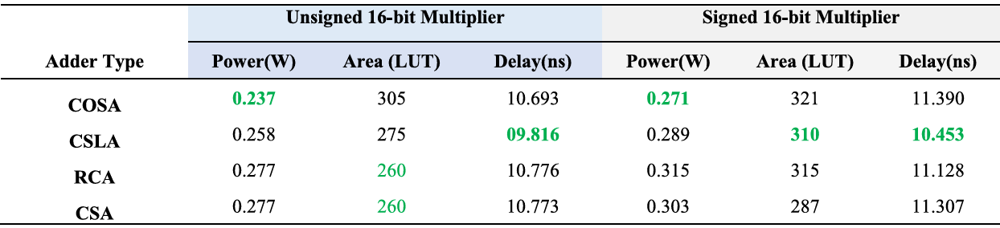 Unsigned 16-bit Multiplier Signed 16-bit Multiplier
Adder Type Power(W) Area (LUT) Delay(ns) Power(W) Area (LUT) Delay(ns)
COSA 0.237 305 10.693 0.271 321 11.390
CSLA 0.258 275 09.816 0.289 310 10.453
RCA 0.277 260 10.776 0.315 315 11.128
CSA 0.277 260 10.773 0.303 287 11.307